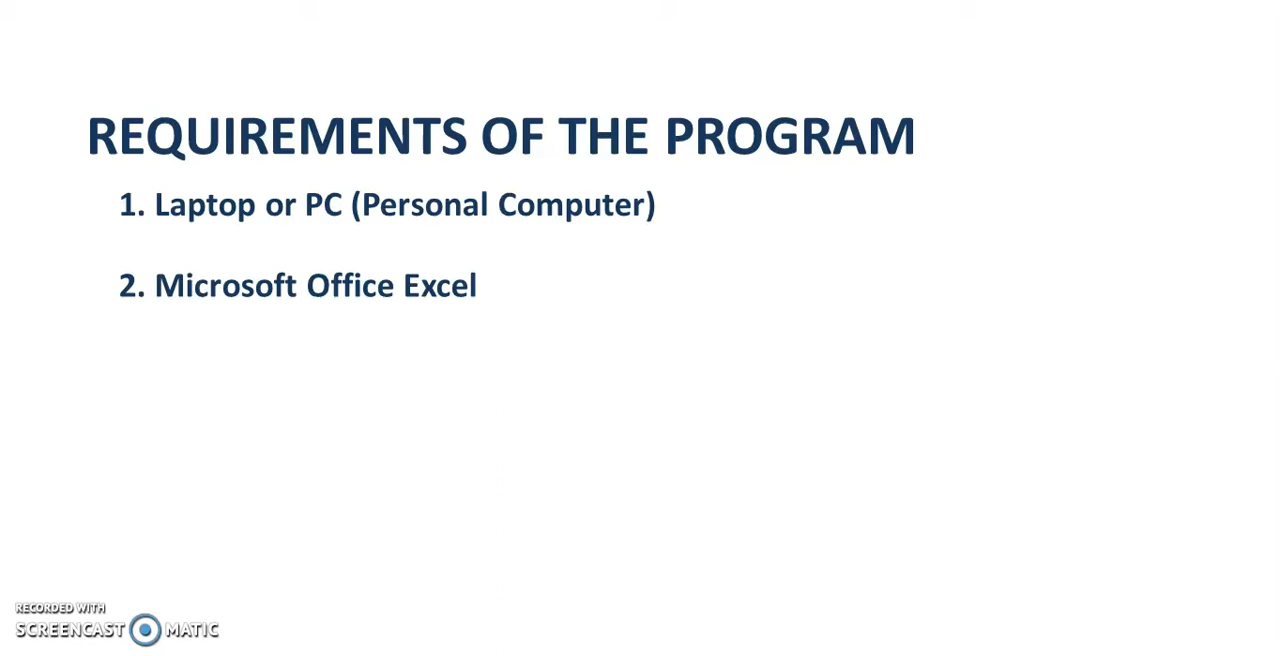 REQUIREMENTS OF THE PROGRAM
1. Laptop or PC (Personal Computer)
2. Microsoft Office Excel
RECORDED WITH
SCREENCAST MATIC